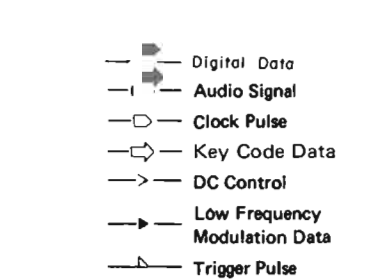 Digital Data
Audio Signal
Clock Pulse
Key Code Data
DC Control
Low Frequency
Modulation Data
Trigger Pulse